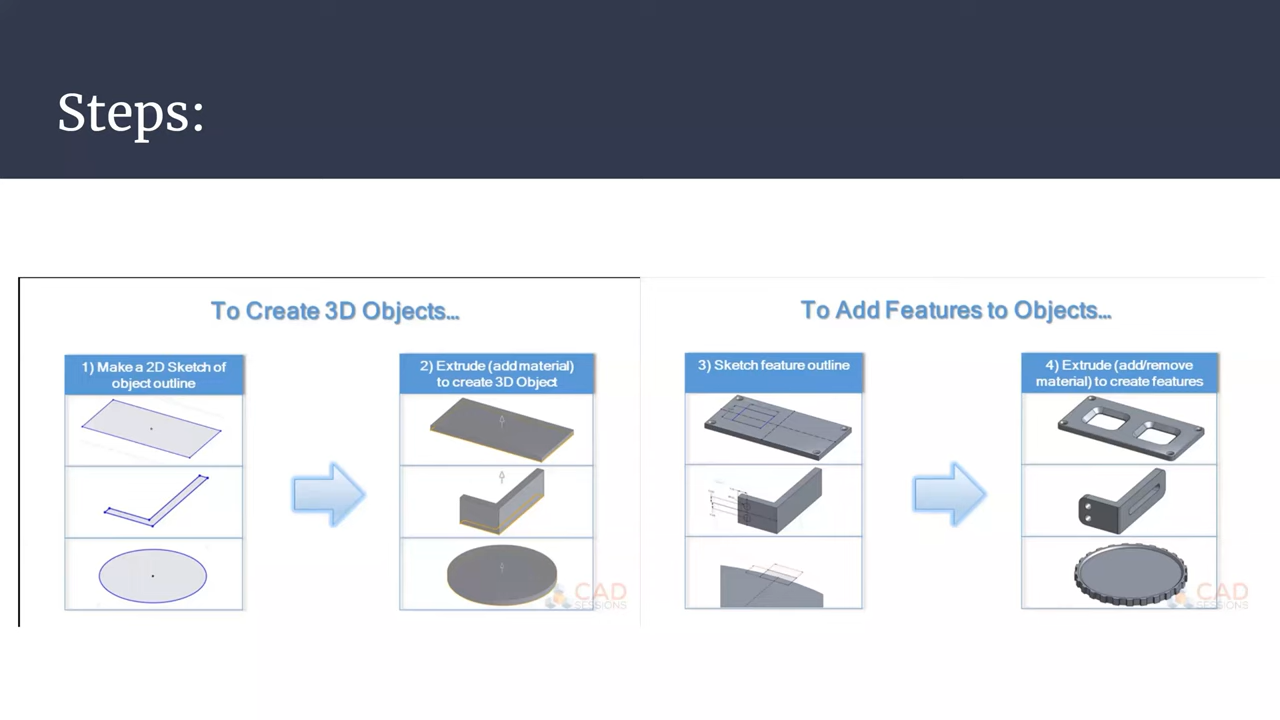 Steps:
To Create 3D Objects...
1) Make a 2D Sketch of
object outline
2) Extrude (add material)
to create 3D Object
CAD
SESSIONS
To Add Features to Objects...
3) Sketch feature outline
4) Extrude (add/remove
material) to create features
CAD
SESSIONS